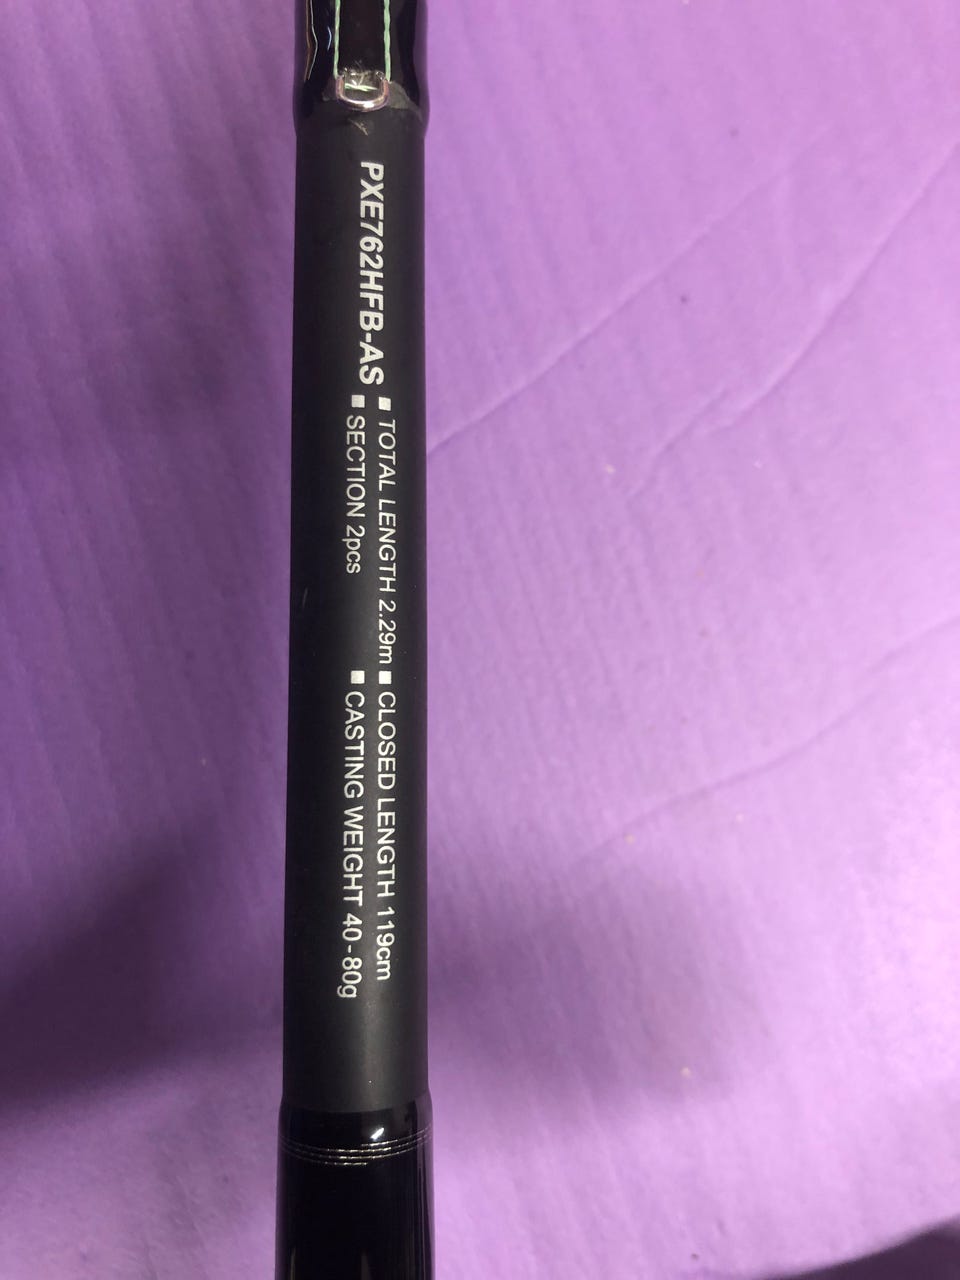 PXE762HFB-AS
■ TOTAL LENGTH 2.29m ■ CLOSED LENGTH 119cm
■ SECTION 2pcs ■ CASTING WEIGHT 40-80g